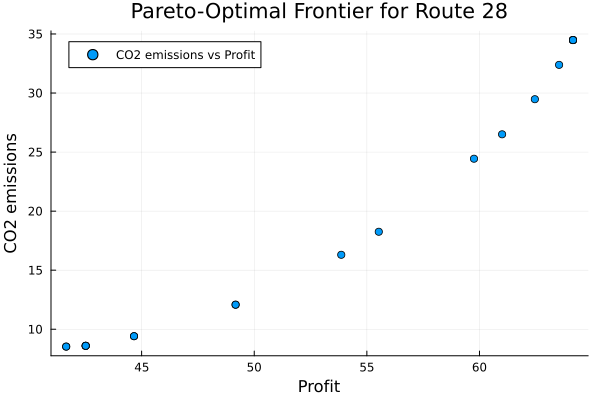 Pareto-Optimal Frontier for Route 28
CO2 emissions vs Profit
CO2 emissions
35
30
25
20
15
10
45 50 55 60
Profit